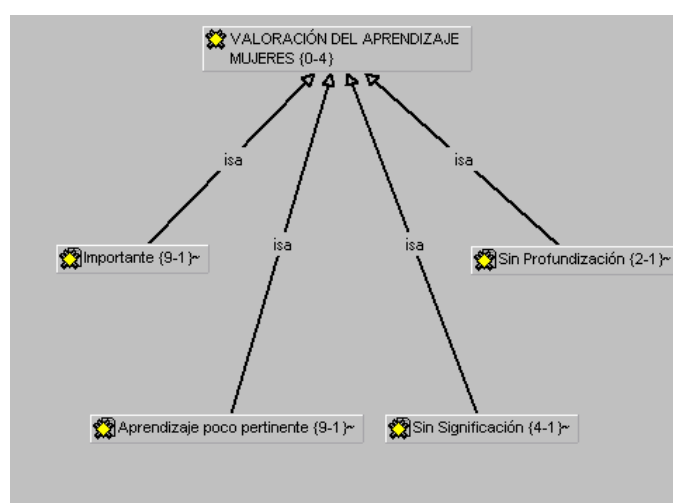 VALORACIÓN DEL APRENDIZAJE
MUJERES {0-4}
isa
isa
isa
isa
Importante {9-1}~
Sin Profundización {2-1}~
Aprendizaje poco pertinente {9-1}~
Sin Significación {4-1}~